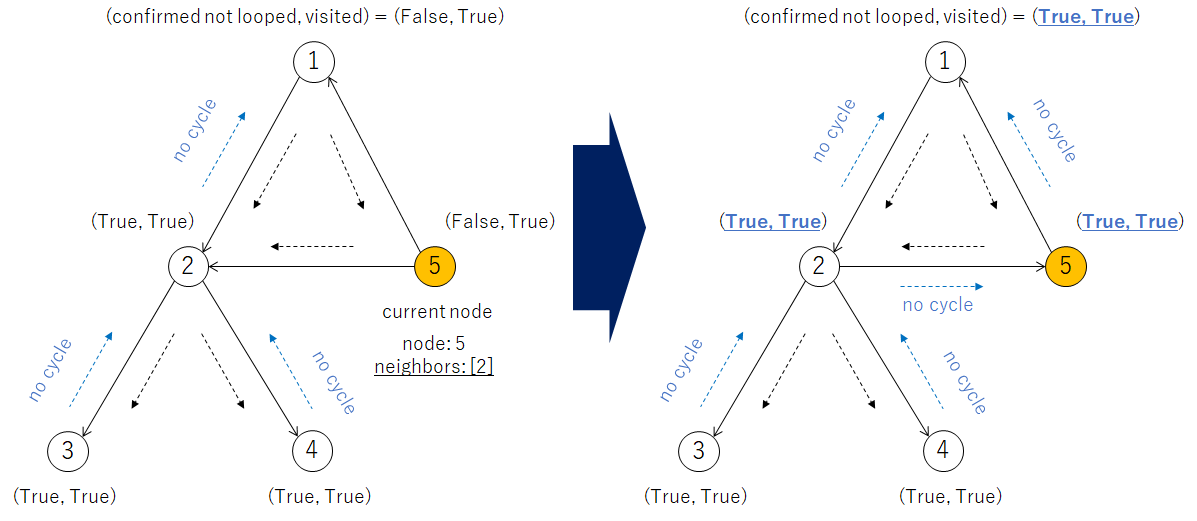 (confirmed not looped, visited) = (False, True)
1
no cycle
(True, True)
(False, True)
2
5
current node
node: 5
neighbors: [2]
no cycle
no cycle
3
4
(True, True)
(True, True)
(confirmed not looped, visited) = (True, True)
1
no cycle
no cycle
(True, True)
(True, True)
2
5
no cycle
no cycle
no cycle
3
4
(True, True)
(True, True)